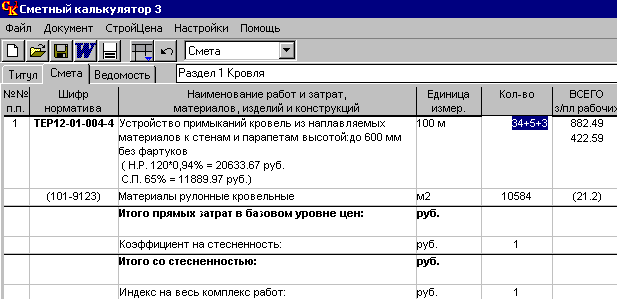 Сметный калькулятор 3
Файл Документ СтройЦена Настройки Помощь
W Смета
Титул Смета Ведомость Раздел 1 Кровля
№№ п.п. Шифр норматива Наименование работ и затрат, материалов, изделий и конструкций Единица измер. Кол-во ВСЕГО з/пл рабочих
1 ТЕР12-01-004-4 Устройство примыканий кровель из наплавляемых 100 м 34+5+3 882.49
материалов к стенам и парапетам высотой:до 600 мм 422.59
без фартуков
( Н.Р. 120*0,94% = 20633.67 руб.
С.П. 65% = 11889.97 руб.)
(101-9123) Материалы рулонные кровельные м2 10584 (21.2)
Итого прямых затрат в базовом уровне цен: руб.
Коэффициент на стесненность: руб. 1
Итого со стесненностью: руб.
Индекс на весь комплекс работ: руб. 1